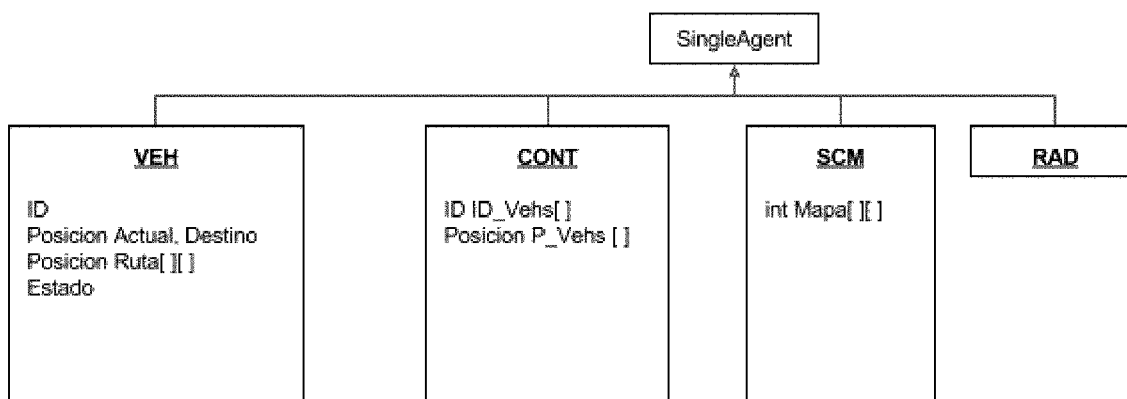 SingleAgent
VEH
ID
Posicion Actual, Destino
Posicion Ruta[ ][ ]
Estado
CONT
ID ID_Vehs[ ]
Posicion P_Vehs [ ]
SCM
int Mapa[ ][ ]
RAD